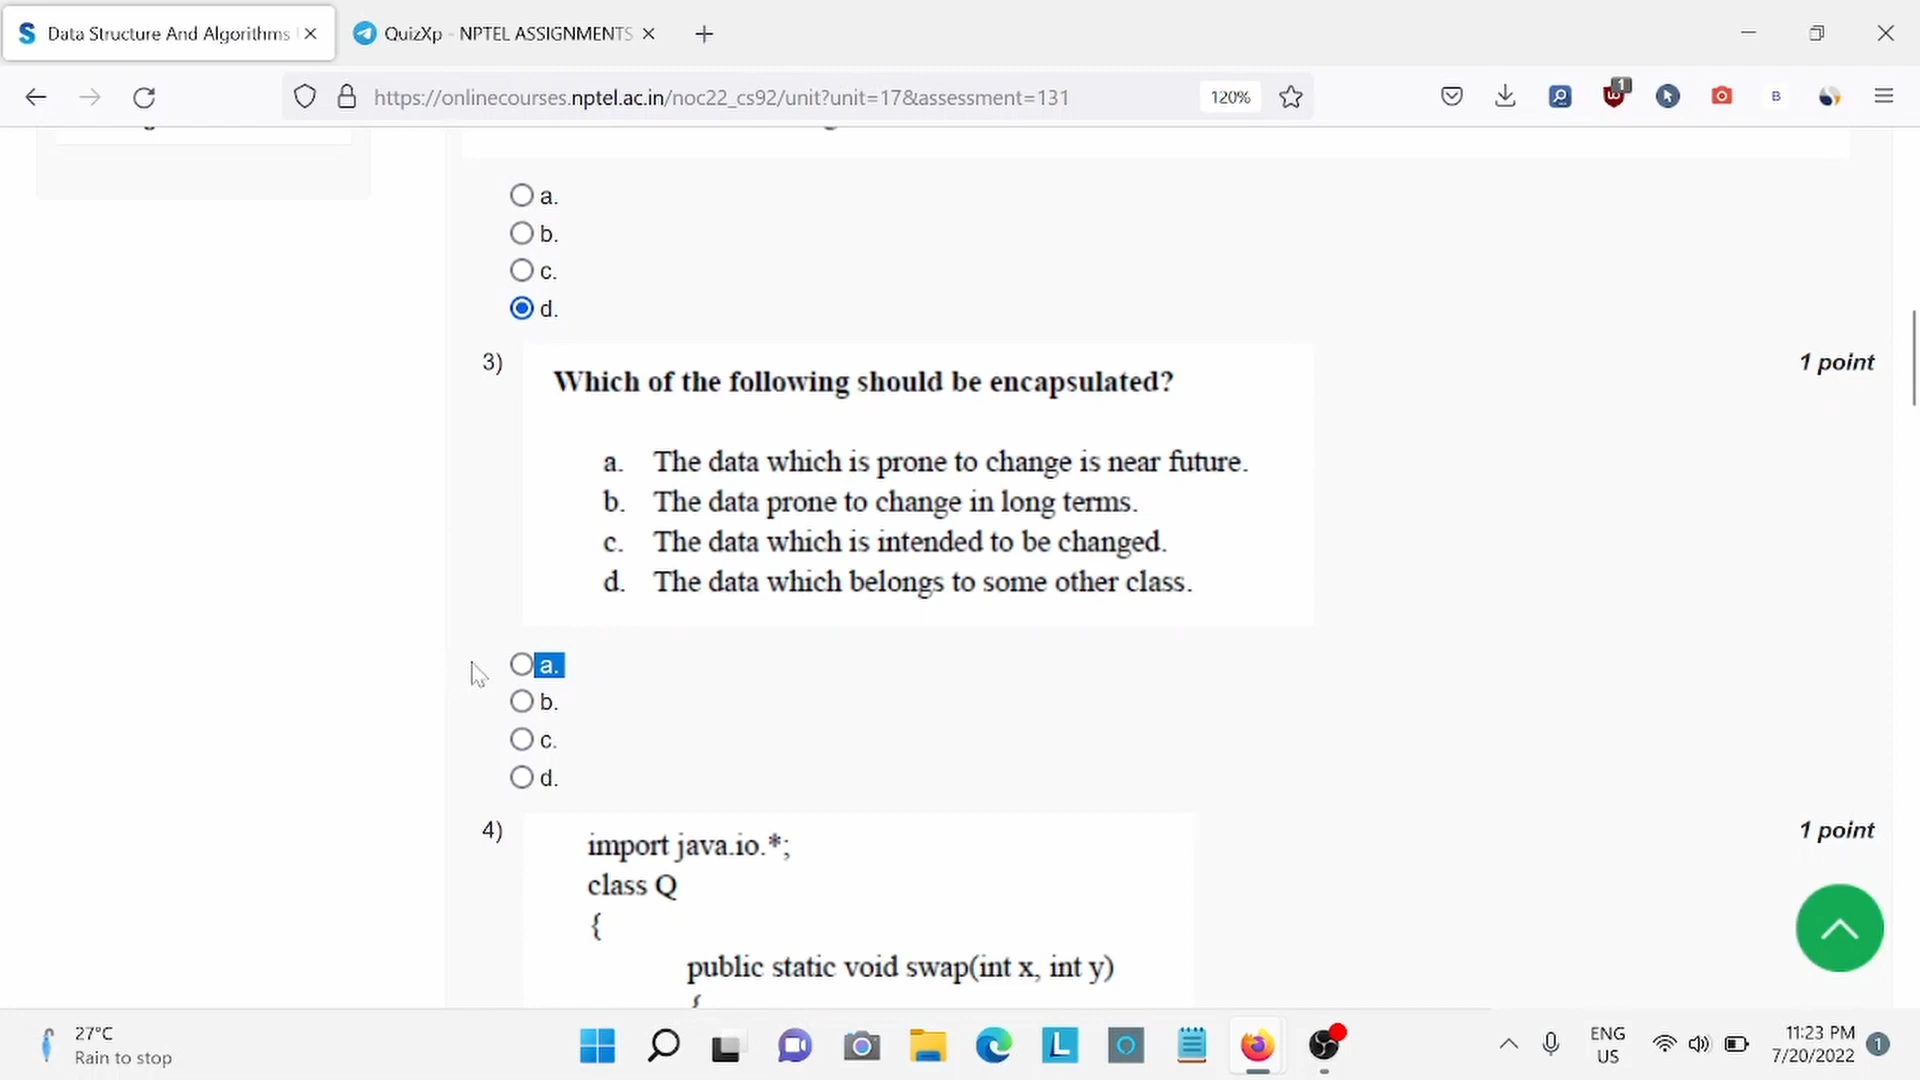 Data Structure And Algorithms
QuizXp - NPTEL ASSIGNMENTS
https://onlinecourses.nptel.ac.in/noc22_cs92/unit?unit=17&assessment=131
120%
1
B
a.
b.
c.
d.
3)
1 point
Which of the following should be encapsulated?
a. The data which is prone to change is near future.
b. The data prone to change in long terms.
c. The data which is intended to be changed.
d. The data which belongs to some other class.
a.
b.
c.
d.
4)
1 point
import java.io.*;
class Q
{
public static void swap(int x, int y)
{
27°C
Rain to stop
L
ENG
US
11:23 PM
7/20/2022
1